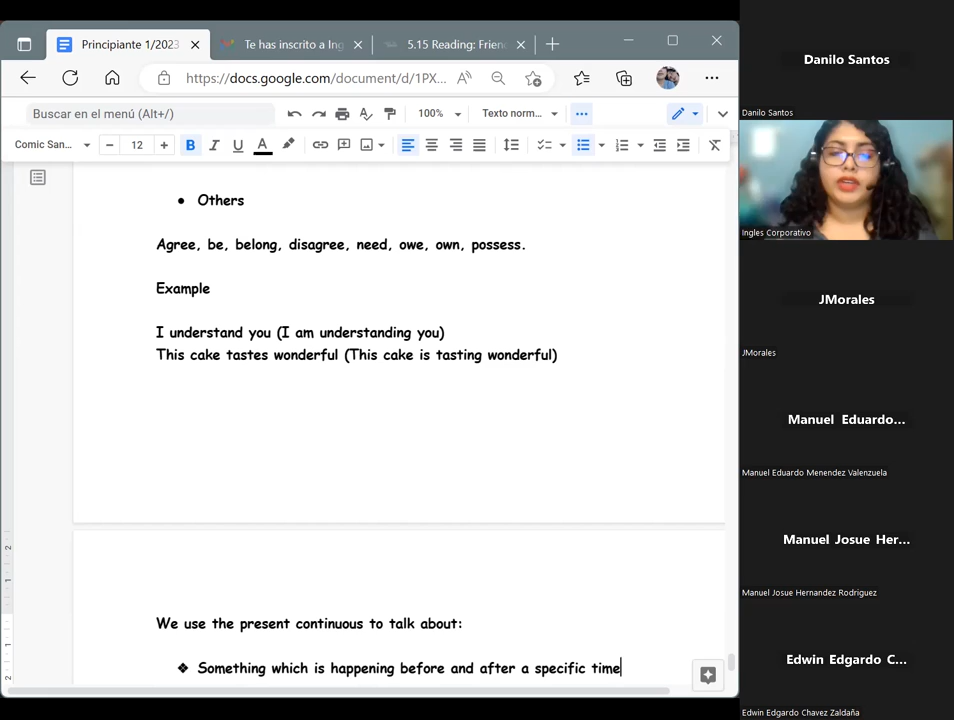 Principiante 1/2023
Te has inscrito a Ing
5.15 Reading: Frien
https://docs.google.com/document/d/1PX...
Buscar en el menú (Alt+/)
100%
Texto norm...
Comic San...
12
B
I
U
A
Others
Agree, be, belong, disagree, need, owe, own, possess.
Example
I understand you (I am understanding you)
This cake tastes wonderful (This cake is tasting wonderful)
We use the present continuous to talk about:
Something which is happening before and after a specific time
Danilo Santos
Danilo Santos
Ingles Corporativo
JMorales
JMorales
Manuel Eduardo...
Manuel Eduardo Menendez Valenzuela
Manuel Josue Her...
Manuel Josue Hernandez Rodriguez
Edwin Edgardo C...
Edwin Edgardo Chavez Zaldaña